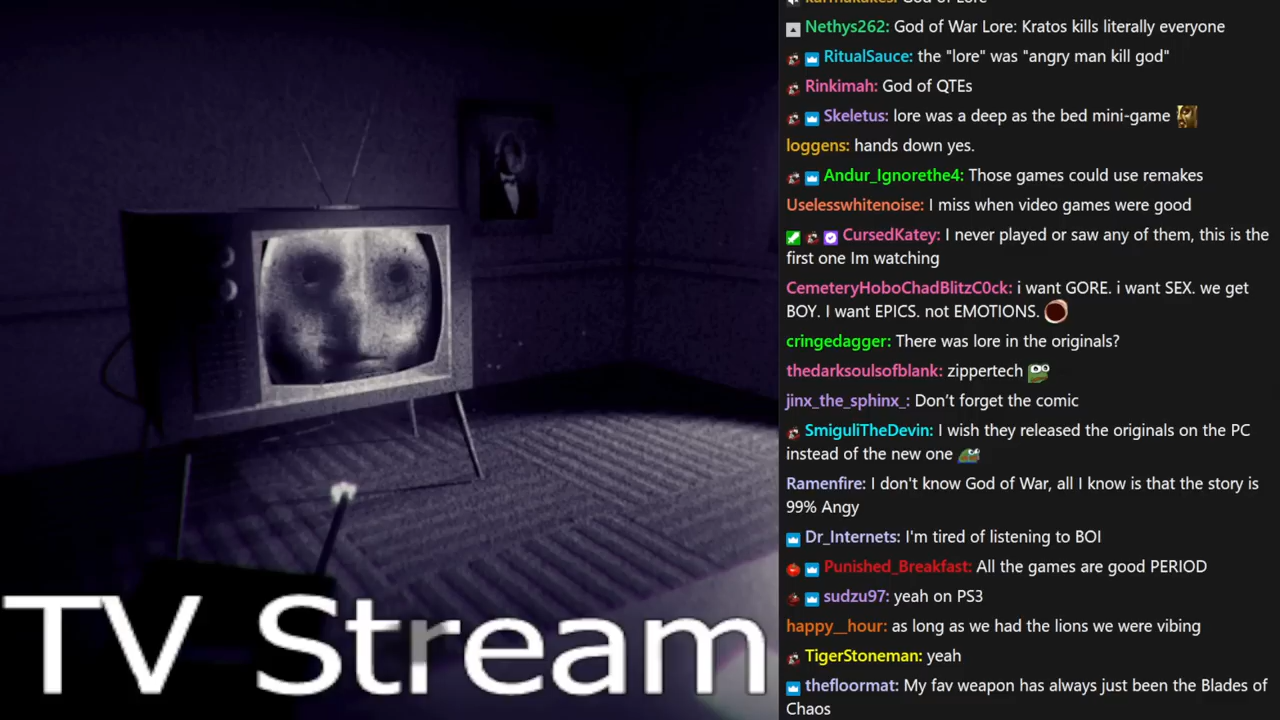 Nethys262: God of War Lore: Kratos kills literally everyone
RitualSauce: the "lore" was "angry man kill god"
Rinkimah: God of QTEs
Skeletus: lore was a deep as the bed mini-game
loggens: hands down yes.
Andur_Ignorethe4: Those games could use remakes
Uselesswhitenoise: I miss when video games were good
CursedKatey: I never played or saw any of them, this is the
first one Im watching
CemeteryHoboChadBlitzC0ck: i want GORE. i want SEX. we get
BOY. I want EPICS. not EMOTIONS.
cringedagger: There was lore in the originals?
thedarksoulsofblank: zippertech
jinx_the_sphinx_: Don’t forget the comic
SmiguliTheDevin: I wish they released the originals on the PC
instead of the new one
Ramenfire: I don't know God of War, all I know is that the story is
99% Angy
Dr_Internets: I'm tired of listening to BOI
Punished_Breakfast: All the games are good PERIOD
sudzu97: yeah on PS3
happy__hour: as long as we had the lions we were vibing
TigerStoneman: yeah
thefloormat: My fav weapon has always just been the Blades of
Chaos
TV Stream